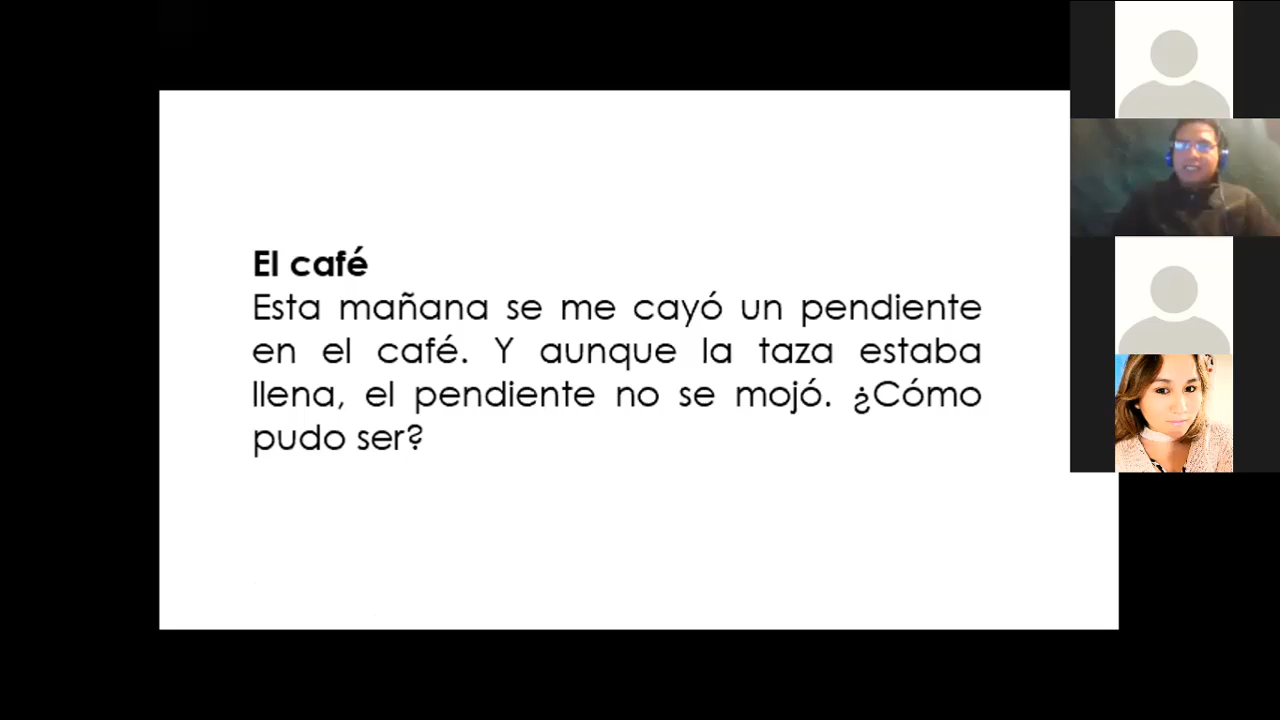 El café
Esta mañana se me cayó un pendiente
en el café. Y aunque la taza estaba
llena, el pendiente no se mojó. ¿Cómo
pudo ser?